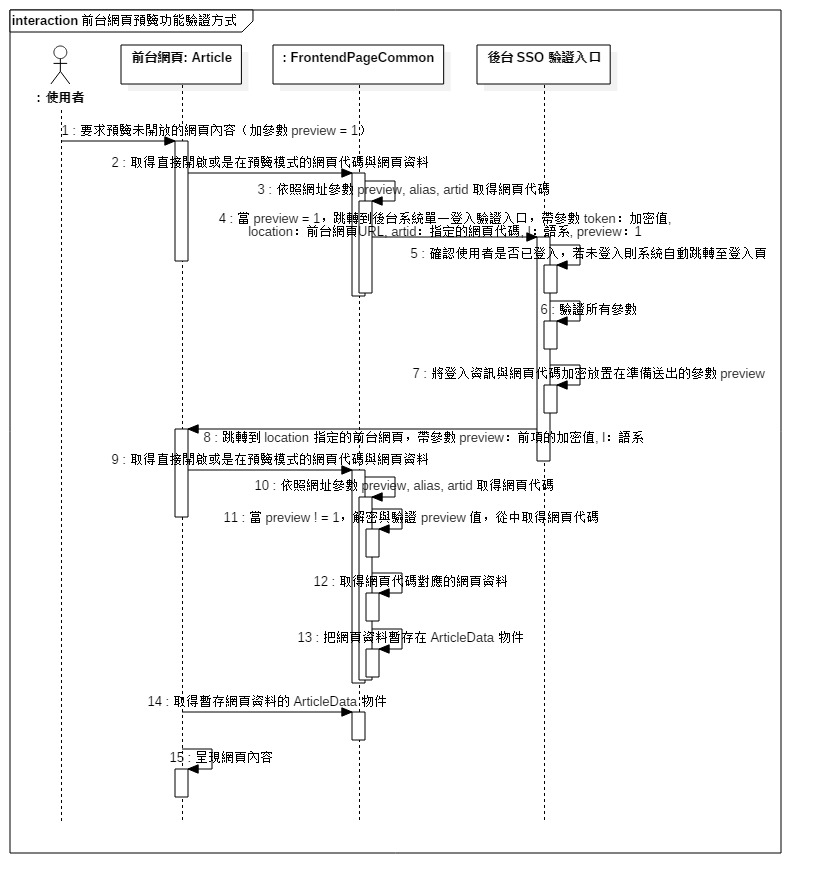 interaction 前台網頁預覽功能驗證方式
前台網頁: Article
: FrontendPageCommon
後台 SSO 驗證入口
: 使用者
1 : 要求預覽未開放的網頁內容（加參數 preview = 1）
2 : 取得直接開啟或是在預覽模式的網頁代碼與網頁資料
3 : 依照網址參數 preview, alias, artid 取得網頁代碼
4 : 當 preview = 1，跳轉到後台系統單一登入驗證入口，帶參數 token：加密值,
location：前台網頁URL, artid：指定的網頁代碼, l：語系, preview：1
5 : 確認使用者是否已登入，若未登入則系統自動跳轉至登入頁
6 : 驗證所有參數
7 : 將登入資訊與網頁代碼加密放置在準備送出的參數 preview
8 : 跳轉到 location 指定的前台網頁，帶參數 preview：前項的加密值, l：語系
9 : 取得直接開啟或是在預覽模式的網頁代碼與網頁資料
10 : 依照網址參數 preview, alias, artid 取得網頁代碼
11 : 當 preview ! = 1，解密與驗證 preview 值，從中取得網頁代碼
12 : 取得網頁代碼對應的網頁資料
13 : 把網頁資料暫存在 ArticleData 物件
14 : 取得暫存網頁資料的 ArticleData 物件
15 : 呈現網頁內容